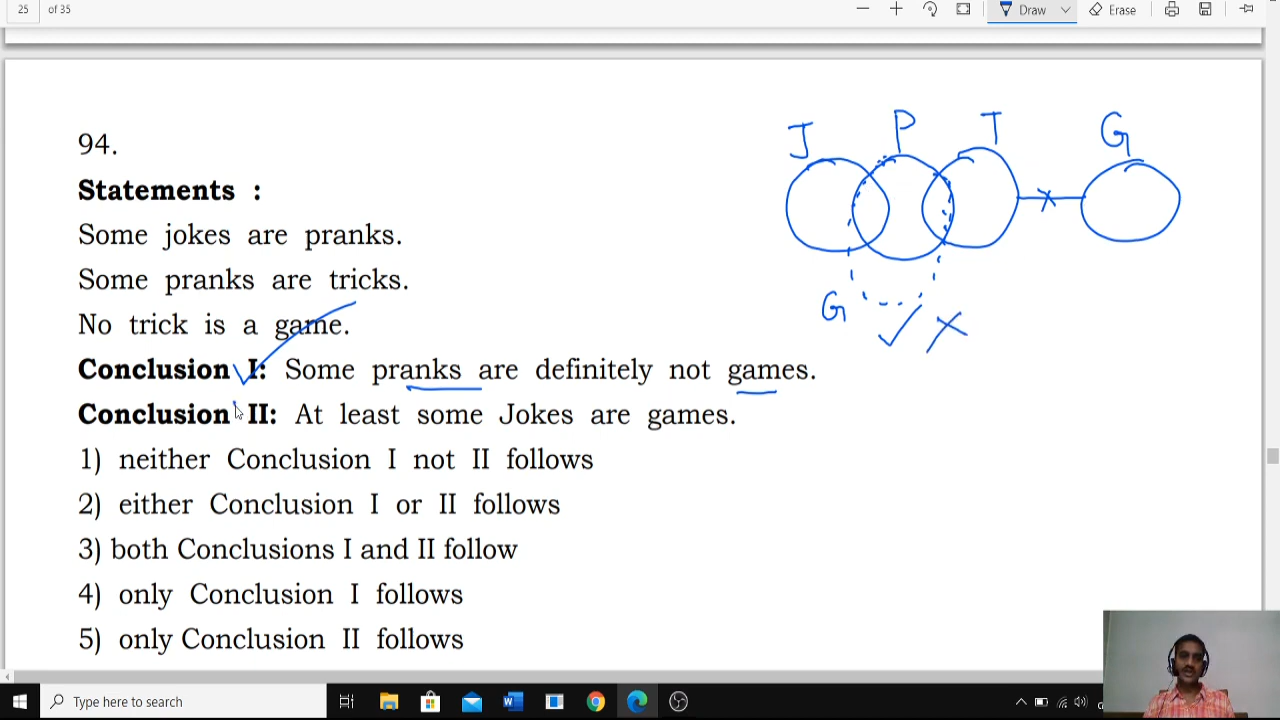 25 of 35
Draw
Erase
94.
Statements :
Some jokes are pranks.
Some pranks are tricks.
No trick is a game.
Conclusion I: Some pranks are definitely not games.
Conclusion II: At least some Jokes are games.
1) neither Conclusion I not II follows
2) either Conclusion I or II follows
3) both Conclusions I and II follow
4) only Conclusion I follows
5) only Conclusion II follows
J P T G
G
Type here to search